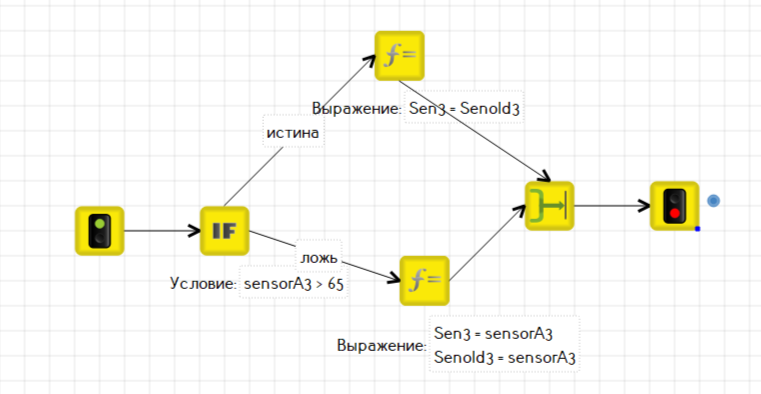 f=
Выражение: Sen3 = Senold3
истина
IF
ложь
Условие: sensorA3 > 65
f=
Выражение: Sen3 = sensorA3
Senold3 = sensorA3